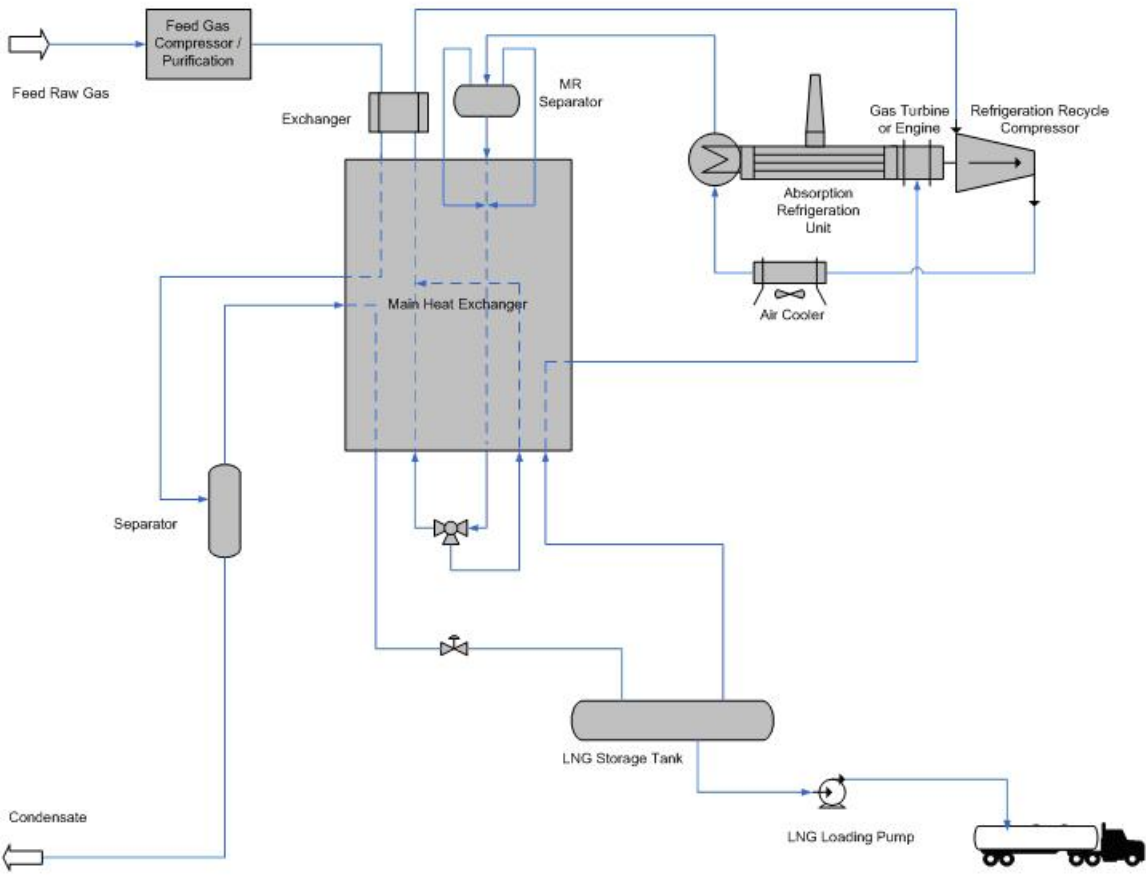 Feed Gas
Compressor /
Purification
Feed Raw Gas
Exchanger
MR
Separator
Gas Turbine
or Engine
Refrigeration Recycle
Compressor
Absorption
Refrigeration
Unit
Main Heat Exchanger
Air Cooler
Separator
LNG Storage Tank
Condensate
LNG Loading Pump